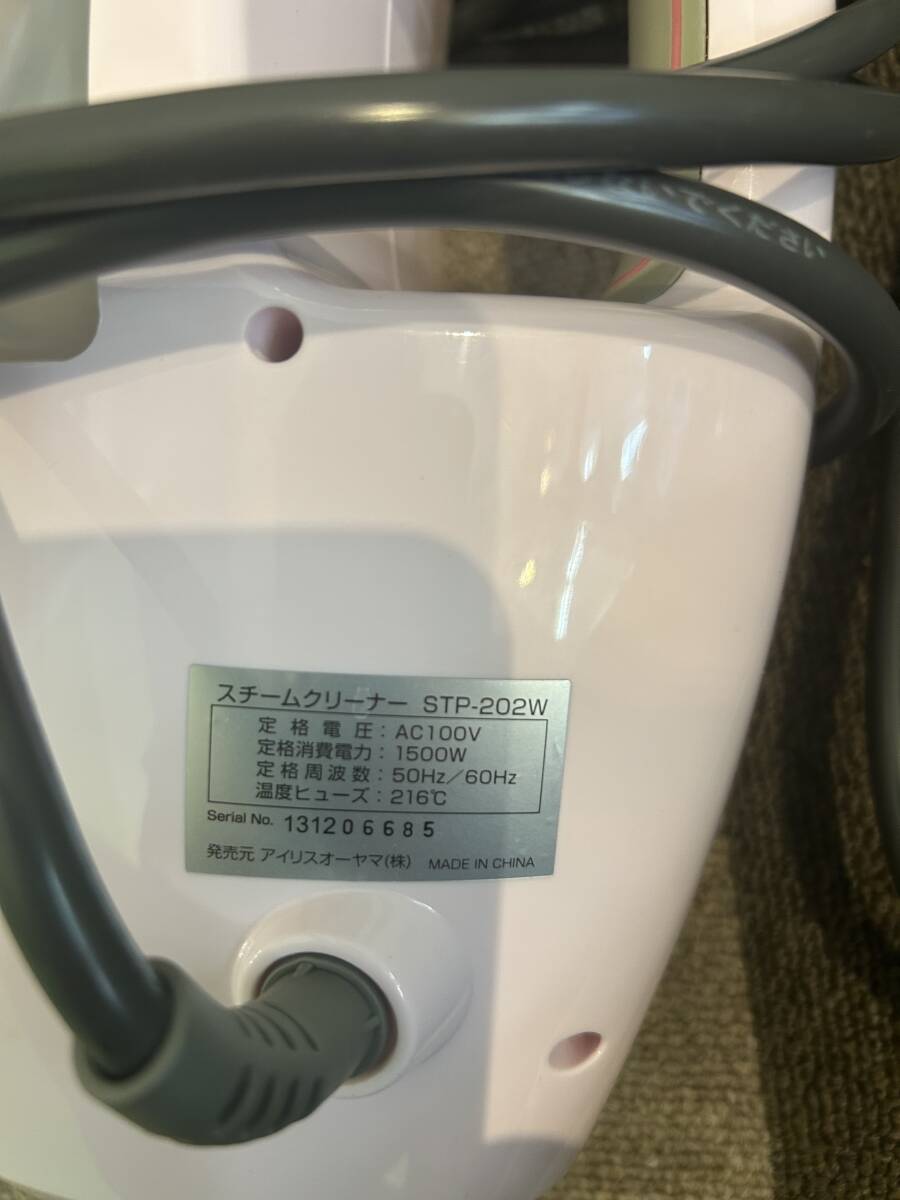 でください
スチームクリーナー STP-202W
定格電圧：AC100V
定格消費電力：1500W
定格周波数：50Hz／60Hz
温度ヒューズ：216℃
Serial No. 131206685
発売元 アイリスオーヤマ(株) MADE IN CHINA